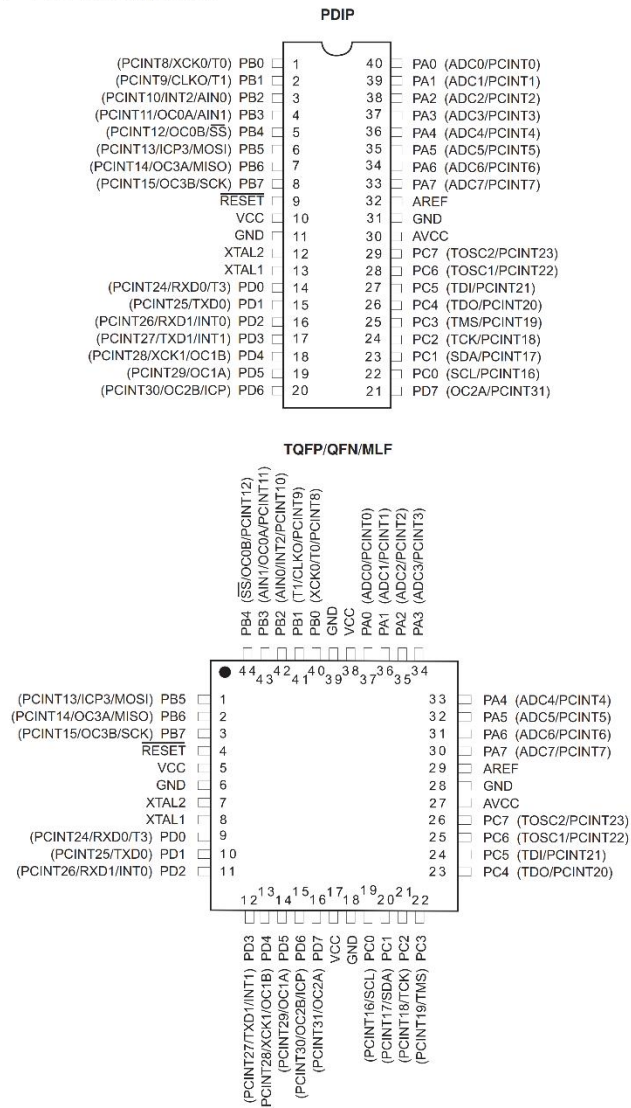 PDIP
(PCINT8/XCK0/T0) PB0 1 40 PA0 (ADC0/PCINT0)
(PCINT9/CLKO/T1) PB1 2 39 PA1 (ADC1/PCINT1)
(PCINT10/INT2/AIN0) PB2 3 38 PA2 (ADC2/PCINT2)
(PCINT11/OC0A/AIN1) PB3 4 37 PA3 (ADC3/PCINT3)
(PCINT12/OC0B/SS) PB4 5 36 PA4 (ADC4/PCINT4)
(PCINT13/ICP3/MOSI) PB5 6 35 PA5 (ADC5/PCINT5)
(PCINT14/OC3A/MISO) PB6 7 34 PA6 (ADC6/PCINT6)
(PCINT15/OC3B/SCK) PB7 8 33 PA7 (ADC7/PCINT7)
RESET 9 32 AREF
VCC 10 31 GND
GND 11 30 AVCC
XTAL2 12 29 PC7 (TOSC2/PCINT23)
XTAL1 13 28 PC6 (TOSC1/PCINT22)
(PCINT24/RXD0/T3) PD0 14 27 PC5 (TDI/PCINT21)
(PCINT25/TXD0) PD1 15 26 PC4 (TDO/PCINT20)
(PCINT26/RXD1/INT0) PD2 16 25 PC3 (TMS/PCINT19)
(PCINT27/TXD1/INT1) PD3 17 24 PC2 (TCK/PCINT18)
(PCINT28/XCK1/OC1B) PD4 18 23 PC1 (SDA/PCINT17)
(PCINT29/OC1A) PD5 19 22 PC0 (SCL/PCINT16)
(PCINT30/OC2B/ICP) PD6 20 21 PD7 (OC2A/PCINT31)
TQFP/QFN/MLF
PB4 (SS/OC0B/PCINT12)
PB3 (AIN1/OC0A/PCINT11)
PB2 (AIN0/INT2/PCINT10)
PB1 (T1/CLKO/PCINT9)
PB0 (XCK0/T0/PCINT8)
GND
VCC
PA0 (ADC0/PCINT0)
PA1 (ADC1/PCINT1)
PA2 (ADC2/PCINT2)
PA3 (ADC3/PCINT3)
44 43 42 41 40 39 38 37 36 35 34
(PCINT13/ICP3/MOSI) PB5 1 33 PA4 (ADC4/PCINT4)
(PCINT14/OC3A/MISO) PB6 2 32 PA5 (ADC5/PCINT5)
(PCINT15/OC3B/SCK) PB7 3 31 PA6 (ADC6/PCINT6)
RESET 4 30 PA7 (ADC7/PCINT7)
VCC 5 29 AREF
GND 6 28 GND
XTAL2 7 27 AVCC
XTAL1 8 26 PC7 (TOSC2/PCINT23)
(PCINT24/RXD0/T3) PD0 9 25 PC6 (TOSC1/PCINT22)
(PCINT25/TXD0) PD1 10 24 PC5 (TDI/PCINT21)
(PCINT26/RXD1/INT0) PD2 11 23 PC4 (TDO/PCINT20)
12 13 14 15 16 17 18 19 20 21 22
(PCINT27/TXD1/INT1) PD3
(PCINT28/XCK1/OC1B) PD4
(PCINT29/OC1A) PD5
(PCINT30/OC2B/ICP) PD6
(PCINT31/OC2A) PD7
VCC
GND
(PCINT16/SCL) PC0
(PCINT17/SDA) PC1
(PCINT18/TCK) PC2
(PCINT19/TMS) PC3